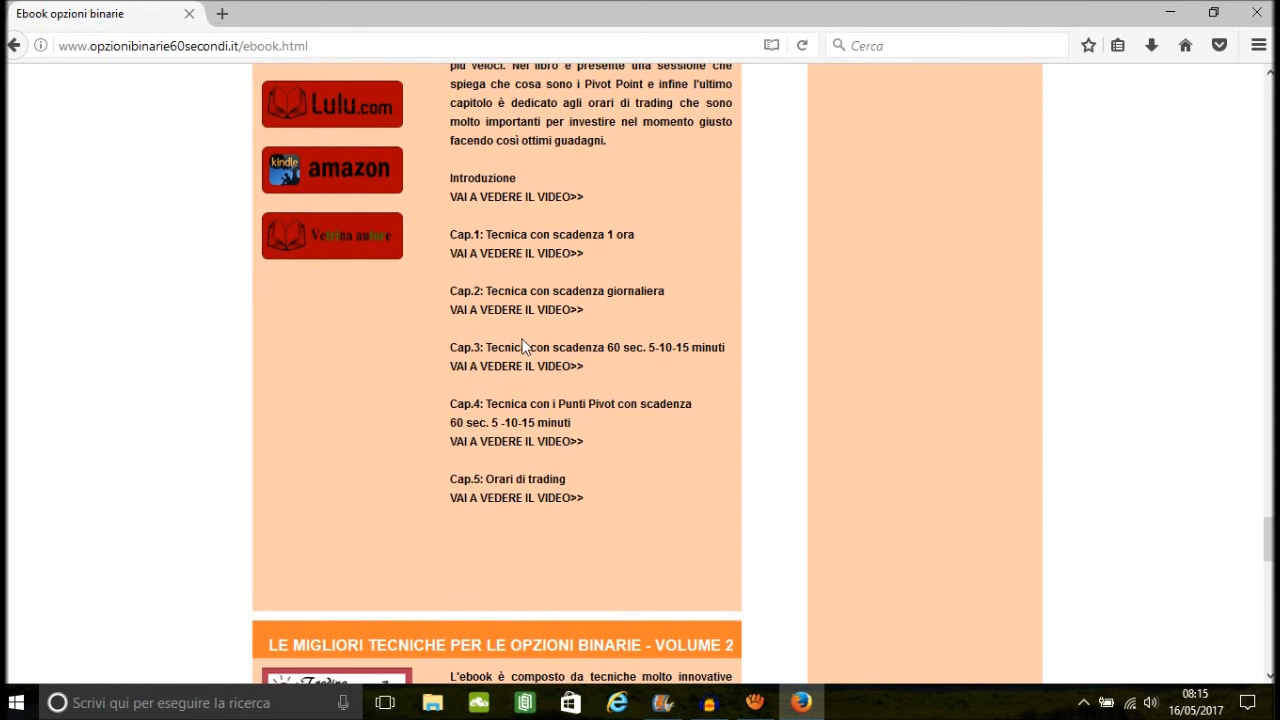 Ebook opzioni binarie
www.opzionibinarie60secondi.it/ebook.html
Cerca
più veloci. Nel libro è presente una sessione che
spiega che cosa sono i Pivot Point e infine l'ultimo
capitolo è dedicato agli orari di trading che sono
molto importanti per investire nel momento giusto
facendo così ottimi guadagni.
Lulu.com
kindle amazon
Vetrina autore
Introduzione
VAI A VEDERE IL VIDEO>>
Cap.1: Tecnica con scadenza 1 ora
VAI A VEDERE IL VIDEO>>
Cap.2: Tecnica con scadenza giornaliera
VAI A VEDERE IL VIDEO>>
Cap.3: Tecnica con scadenza 60 sec. 5-10-15 minuti
VAI A VEDERE IL VIDEO>>
Cap.4: Tecnica con i Punti Pivot con scadenza
60 sec. 5 -10-15 minuti
VAI A VEDERE IL VIDEO>>
Cap.5: Orari di trading
VAI A VEDERE IL VIDEO>>
LE MIGLIORI TECNICHE PER LE OPZIONI BINARIE - VOLUME 2
Trading
L'ebook è composto da tecniche molto innovative
Scrivi qui per eseguire la ricerca
08:15
16/05/2017